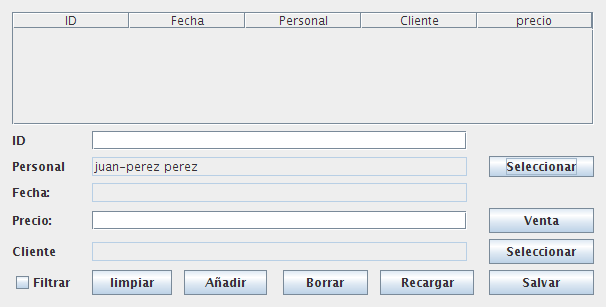 ID Fecha Personal Cliente precio
ID
Personal juan-perez perez Seleccionar
Fecha:
Precio: Venta
Cliente Seleccionar
Filtrar limpiar Añadir Borrar Recargar Salvar